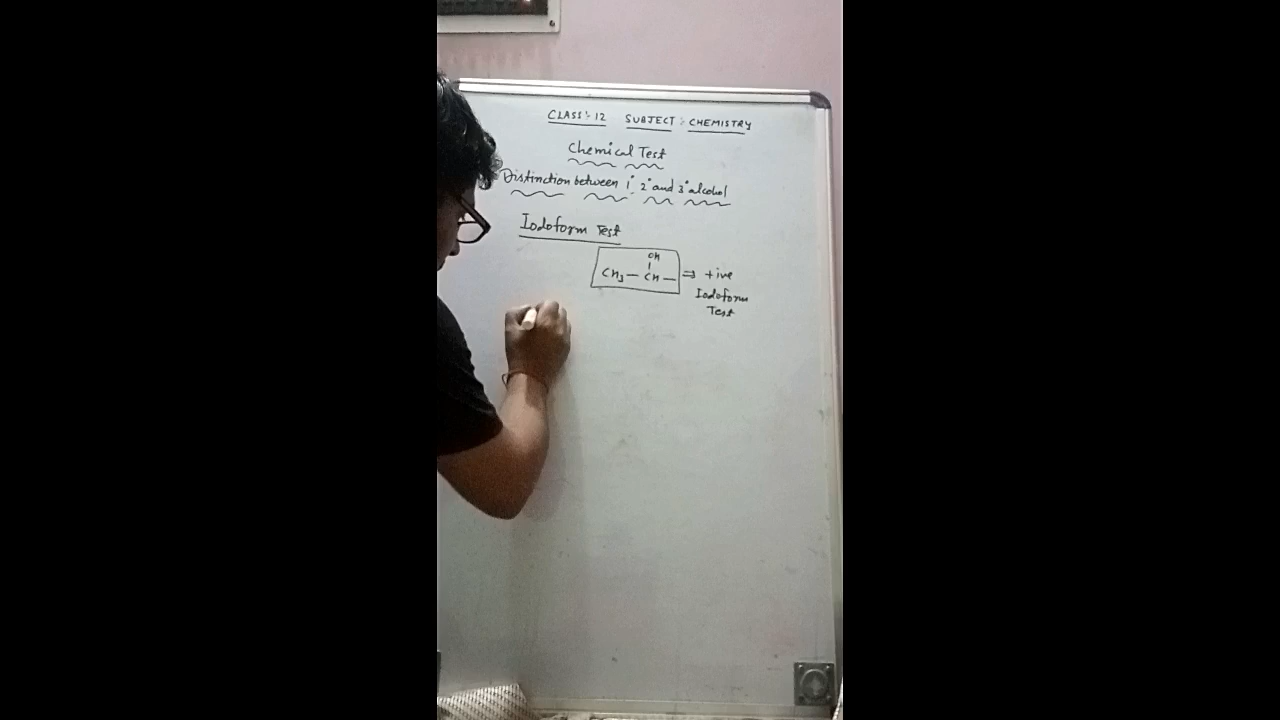 CLASS:- 12 SUBJECT : CHEMISTRY
Chemical Test
Distinction between 1° 2° and 3° alcohol
Iodoform Test
OH
|
CH₃ — CH — ⇒ +ive
Iodoform
Test